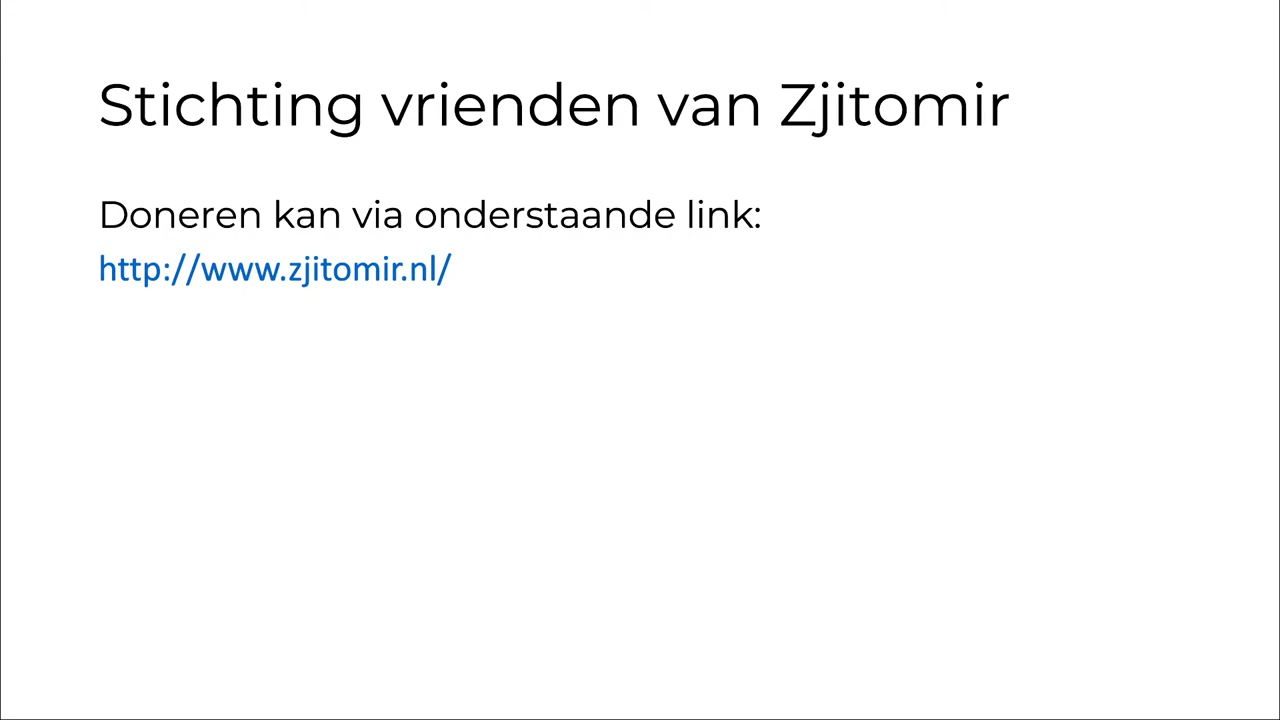 Stichting vrienden van Zjitomir
Doneren kan via onderstaande link:
http://www.zjitomir.nl/